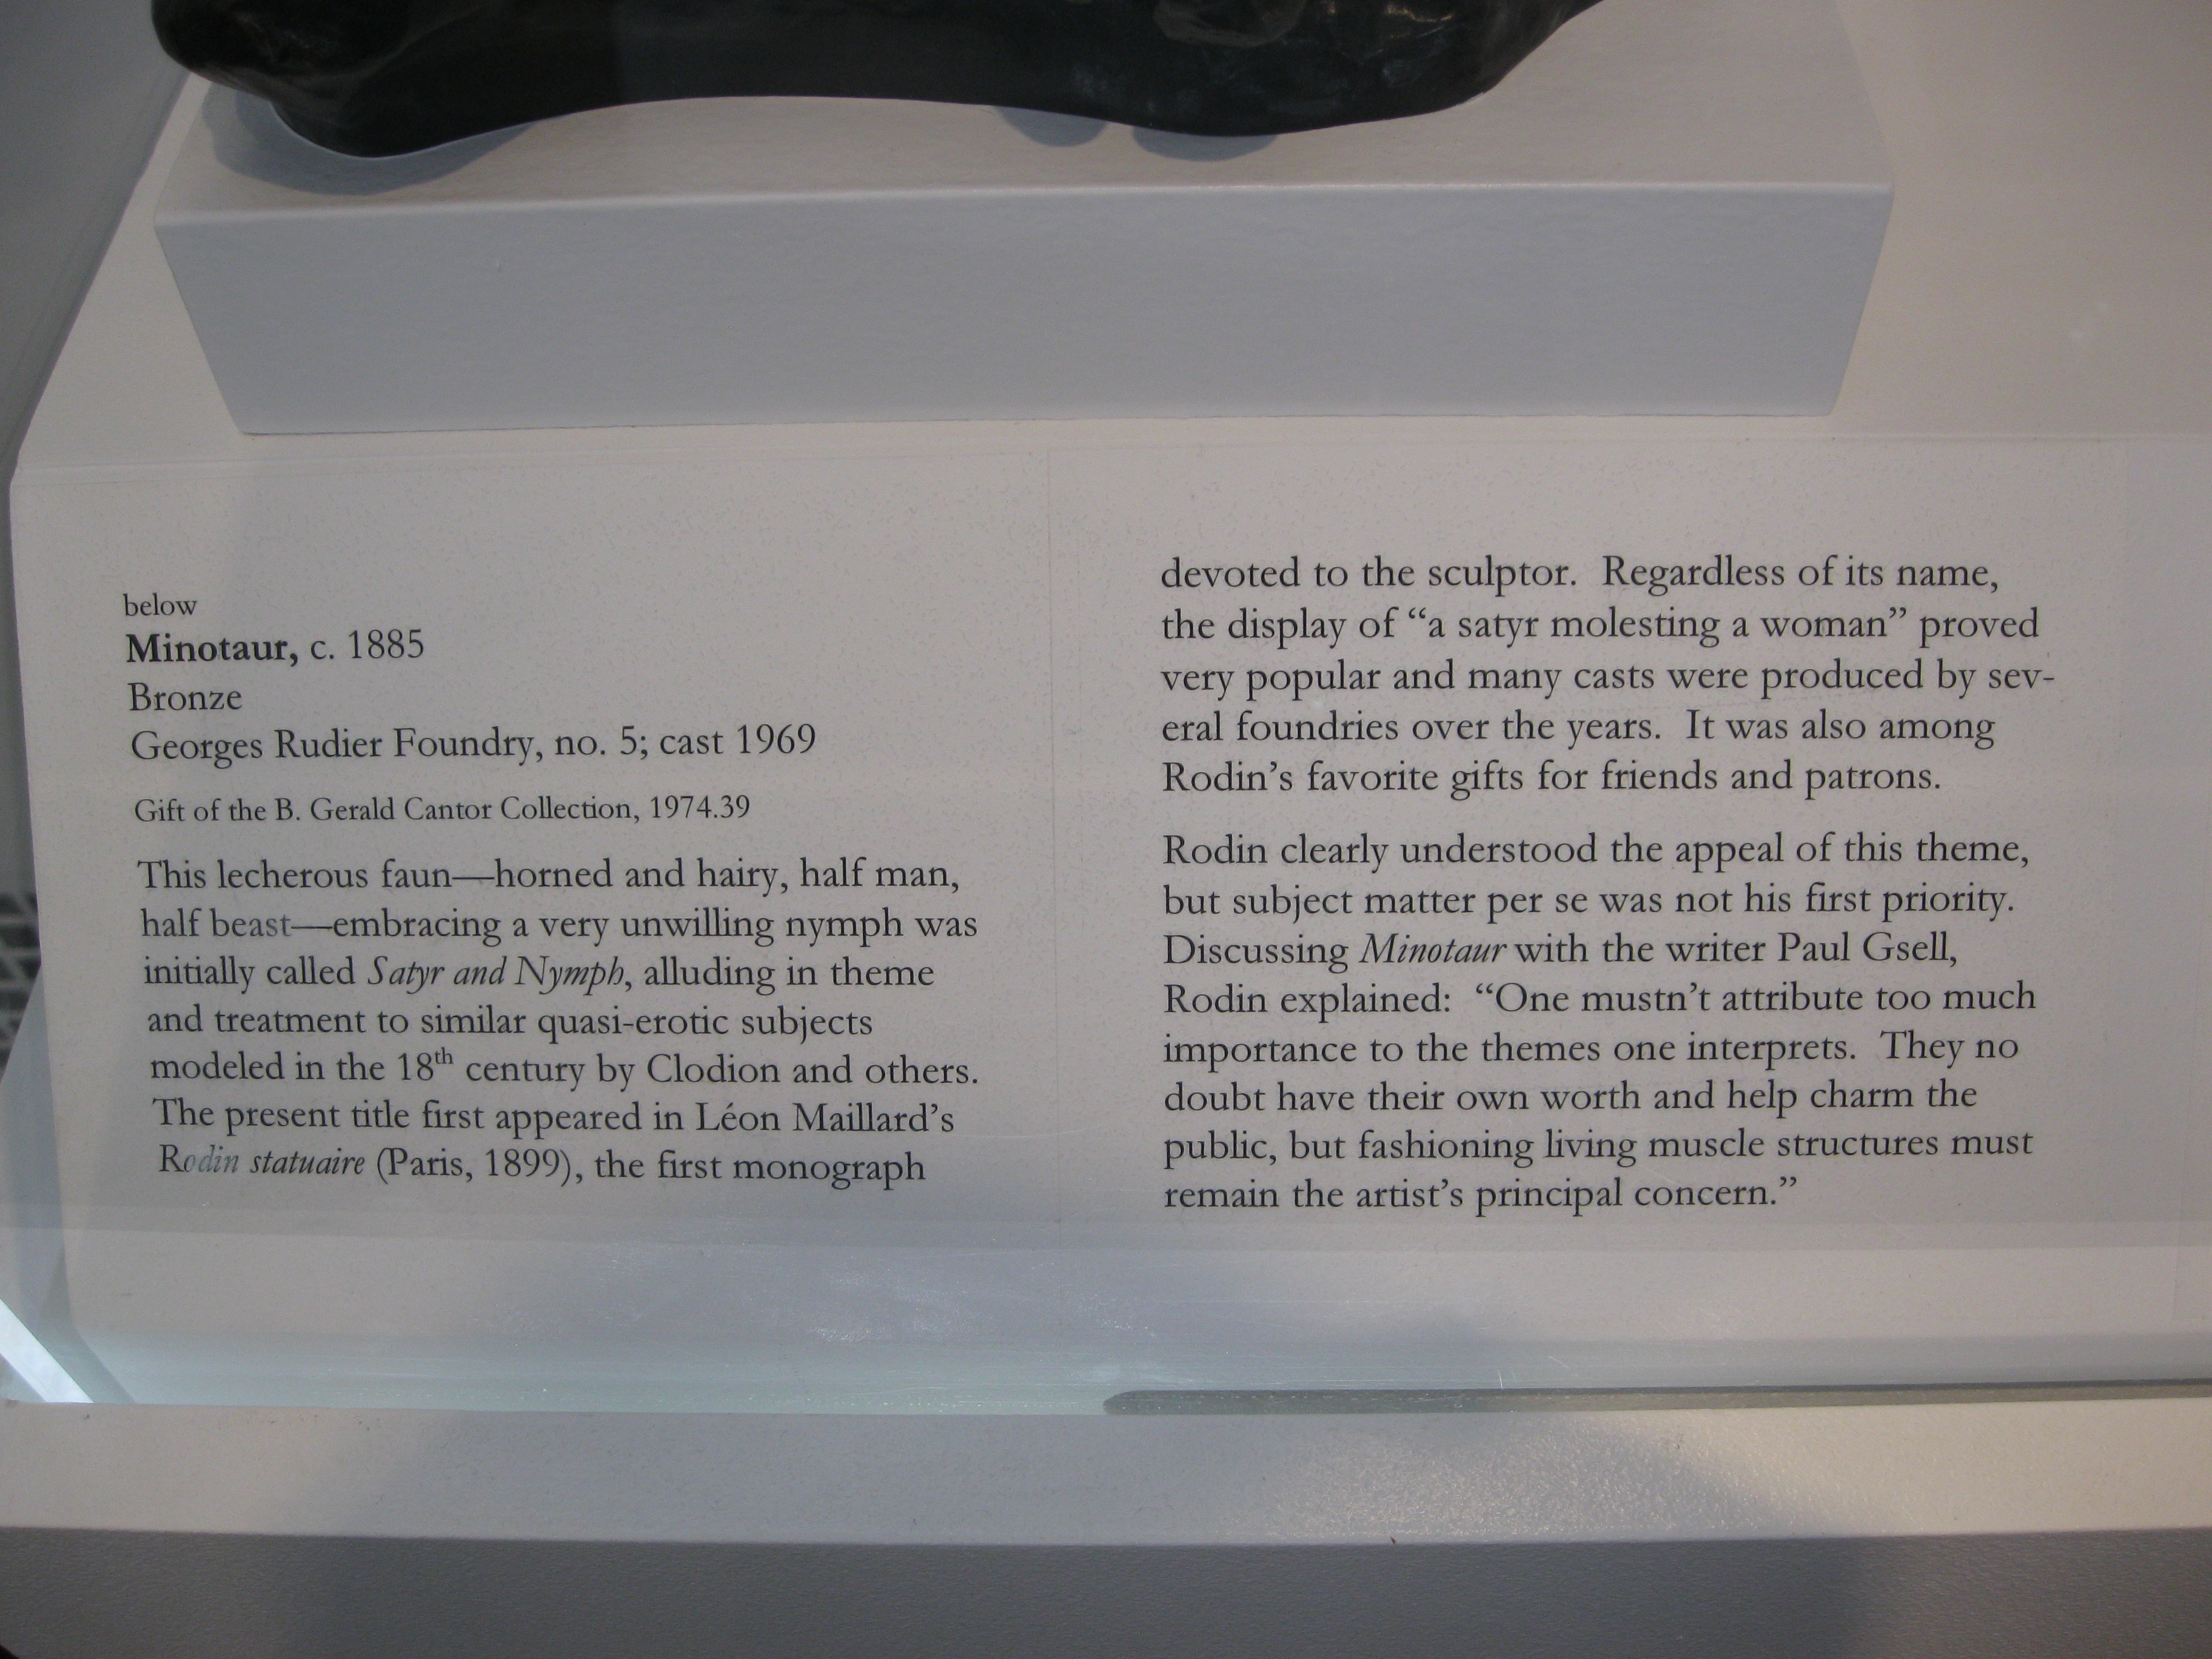 below
Minotaur, c. 1885
Bronze
Georges Rudier Foundry, no. 5; cast 1969
Gift of the B. Gerald Cantor Collection, 1974.39
This lecherous faun—horned and hairy, half man,
half beast—embracing a very unwilling nymph was
initially called Satyr and Nymph, alluding in theme
and treatment to similar quasi-erotic subjects
modeled in the 18th century by Clodion and others.
The present title first appeared in Léon Maillard's
Rodin statuaire (Paris, 1899), the first monograph
devoted to the sculptor. Regardless of its name,
the display of “a satyr molesting a woman” proved
very popular and many casts were produced by sev-
eral foundries over the years. It was also among
Rodin's favorite gifts for friends and patrons.
Rodin clearly understood the appeal of this theme,
but subject matter per se was not his first priority.
Discussing Minotaur with the writer Paul Gsell,
Rodin explained: “One mustn't attribute too much
importance to the themes one interprets. They no
doubt have their own worth and help charm the
public, but fashioning living muscle structures must
remain the artist's principal concern.”